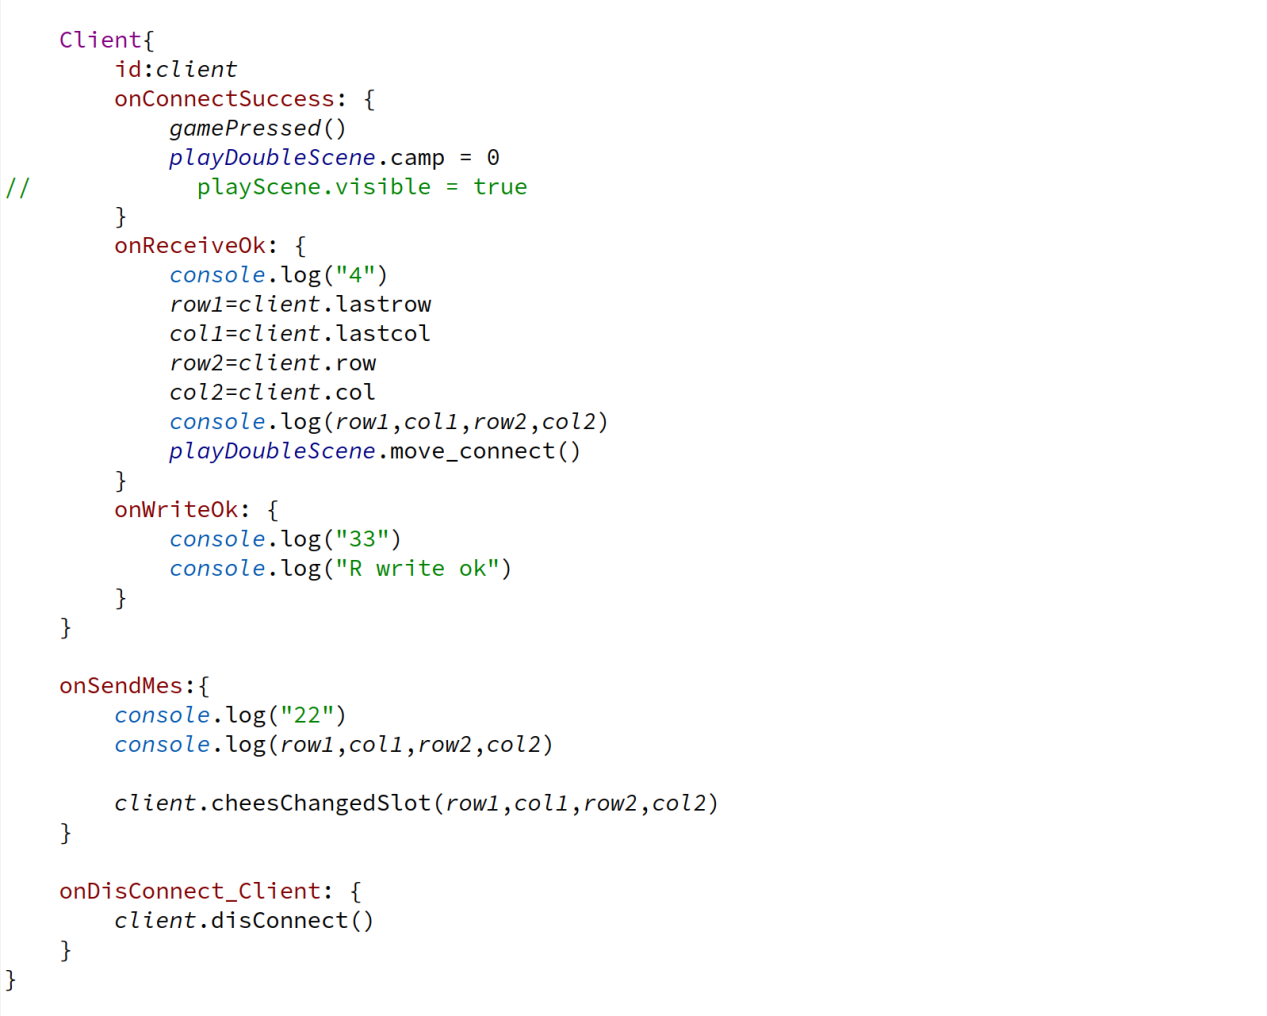 Client{
id:client
onConnectSuccess: {
gamePressed()
playDoubleScene.camp = 0
// playScene.visible = true
}
onReceiveOk: {
console.log("4")
row1=client.lastrow
col1=client.lastcol
row2=client.row
col2=client.col
console.log(row1,col1,row2,col2)
playDoubleScene.move_connect()
}
onWriteOk: {
console.log("33")
console.log("R write ok")
}
}
onSendMes:{
console.log("22")
console.log(row1,col1,row2,col2)
client.cheesChangedSlot(row1,col1,row2,col2)
}
onDisConnect_Client: {
client.disConnect()
}
}